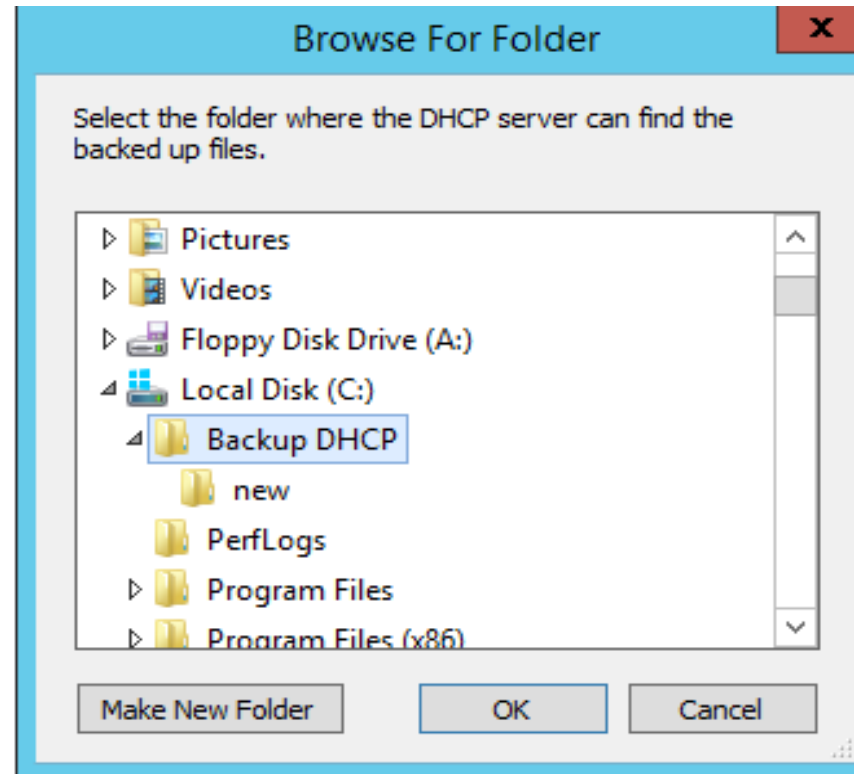 Browse For Folder
x
Select the folder where the DHCP server can find the
backed up files.
Pictures
Videos
Floppy Disk Drive (A:)
Local Disk (C:)
Backup DHCP
new
PerfLogs
Program Files
Program Files (x86)
Make New Folder
OK
Cancel